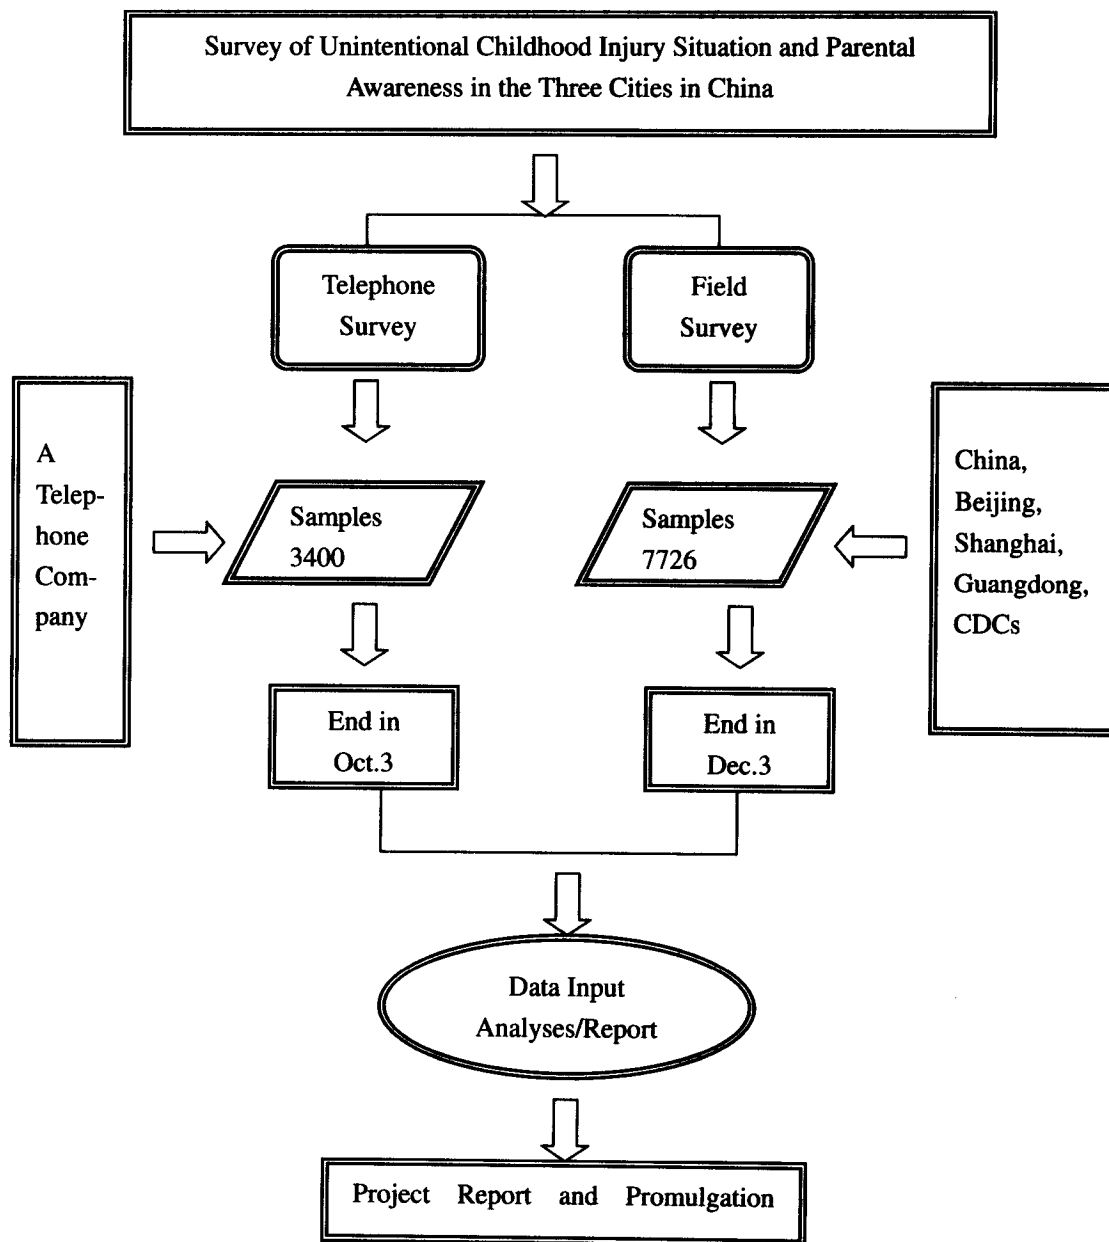 Survey of Unintentional Childhood Injury Situation and Parental
Awareness in the Three Cities in China
Telephone
Survey
Field
Survey
A
Telep-
hone
Com-
pany
Samples
3400
Samples
7726
China,
Beijing,
Shanghai,
Guangdong,
CDCs
End in
Oct.3
End in
Dec.3
Data Input
Analyses/Report
Project Report and Promulgation